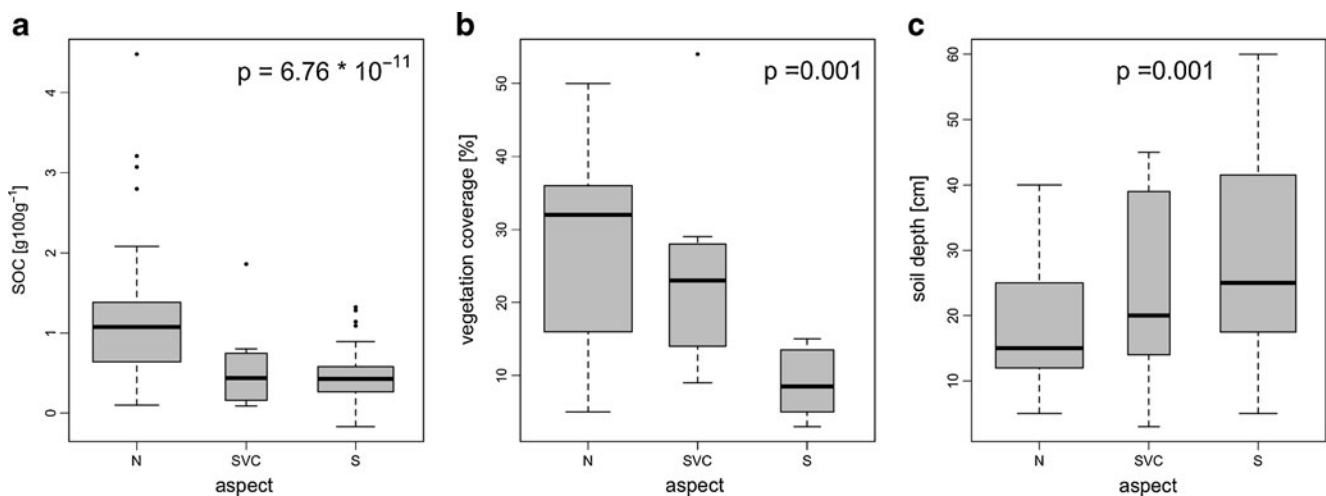 a
p = 6.76 * 10⁻¹¹
SOC [g100g⁻¹]
4
3
2
1
0
N SVC S
aspect
b
p =0.001
vegetation coverage [%]
50
40
30
20
10
N SVC S
aspect
c
p =0.001
soil depth [cm]
60
50
40
30
20
10
N SVC S
aspect